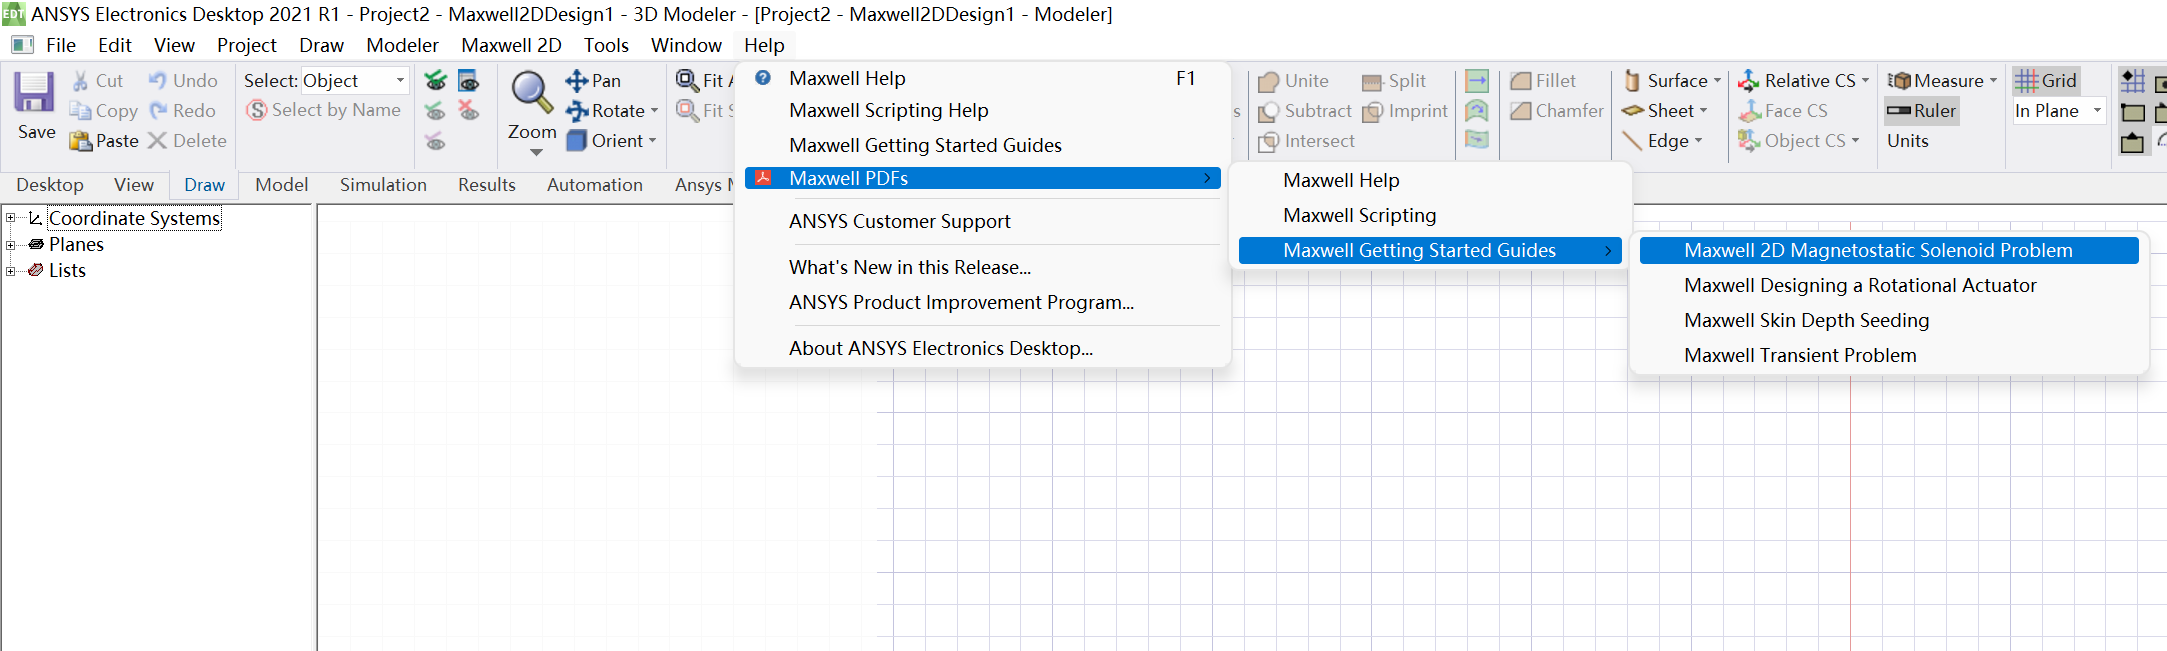 EDT ANSYS Electronics Desktop 2021 R1 - Project2 - Maxwell2DDesign1 - 3D Modeler - [Project2 - Maxwell2DDesign1 - Modeler]
File Edit View Project Draw Modeler Maxwell 2D Tools Window Help
Save
Cut
Copy
Paste
Undo
Redo
Delete
Select: Object
Select by Name
Zoom
Pan
Rotate
Orient
Fit A
Fit S
Maxwell Help F1
Maxwell Scripting Help
Maxwell Getting Started Guides
Maxwell PDFs
ANSYS Customer Support
What's New in this Release...
ANSYS Product Improvement Program...
About ANSYS Electronics Desktop...
s
Unite
Subtract
Intersect
Split
Imprint
Fillet
Chamfer
Surface
Sheet
Edge
Relative CS
Face CS
Object CS
Measure
Ruler
Units
Grid
In Plane
Desktop View Draw Model Simulation Results Automation Ansys M
Maxwell Help
Maxwell Scripting
Maxwell Getting Started Guides
Maxwell 2D Magnetostatic Solenoid Problem
Maxwell Designing a Rotational Actuator
Maxwell Skin Depth Seeding
Maxwell Transient Problem
Coordinate Systems
Planes
Lists